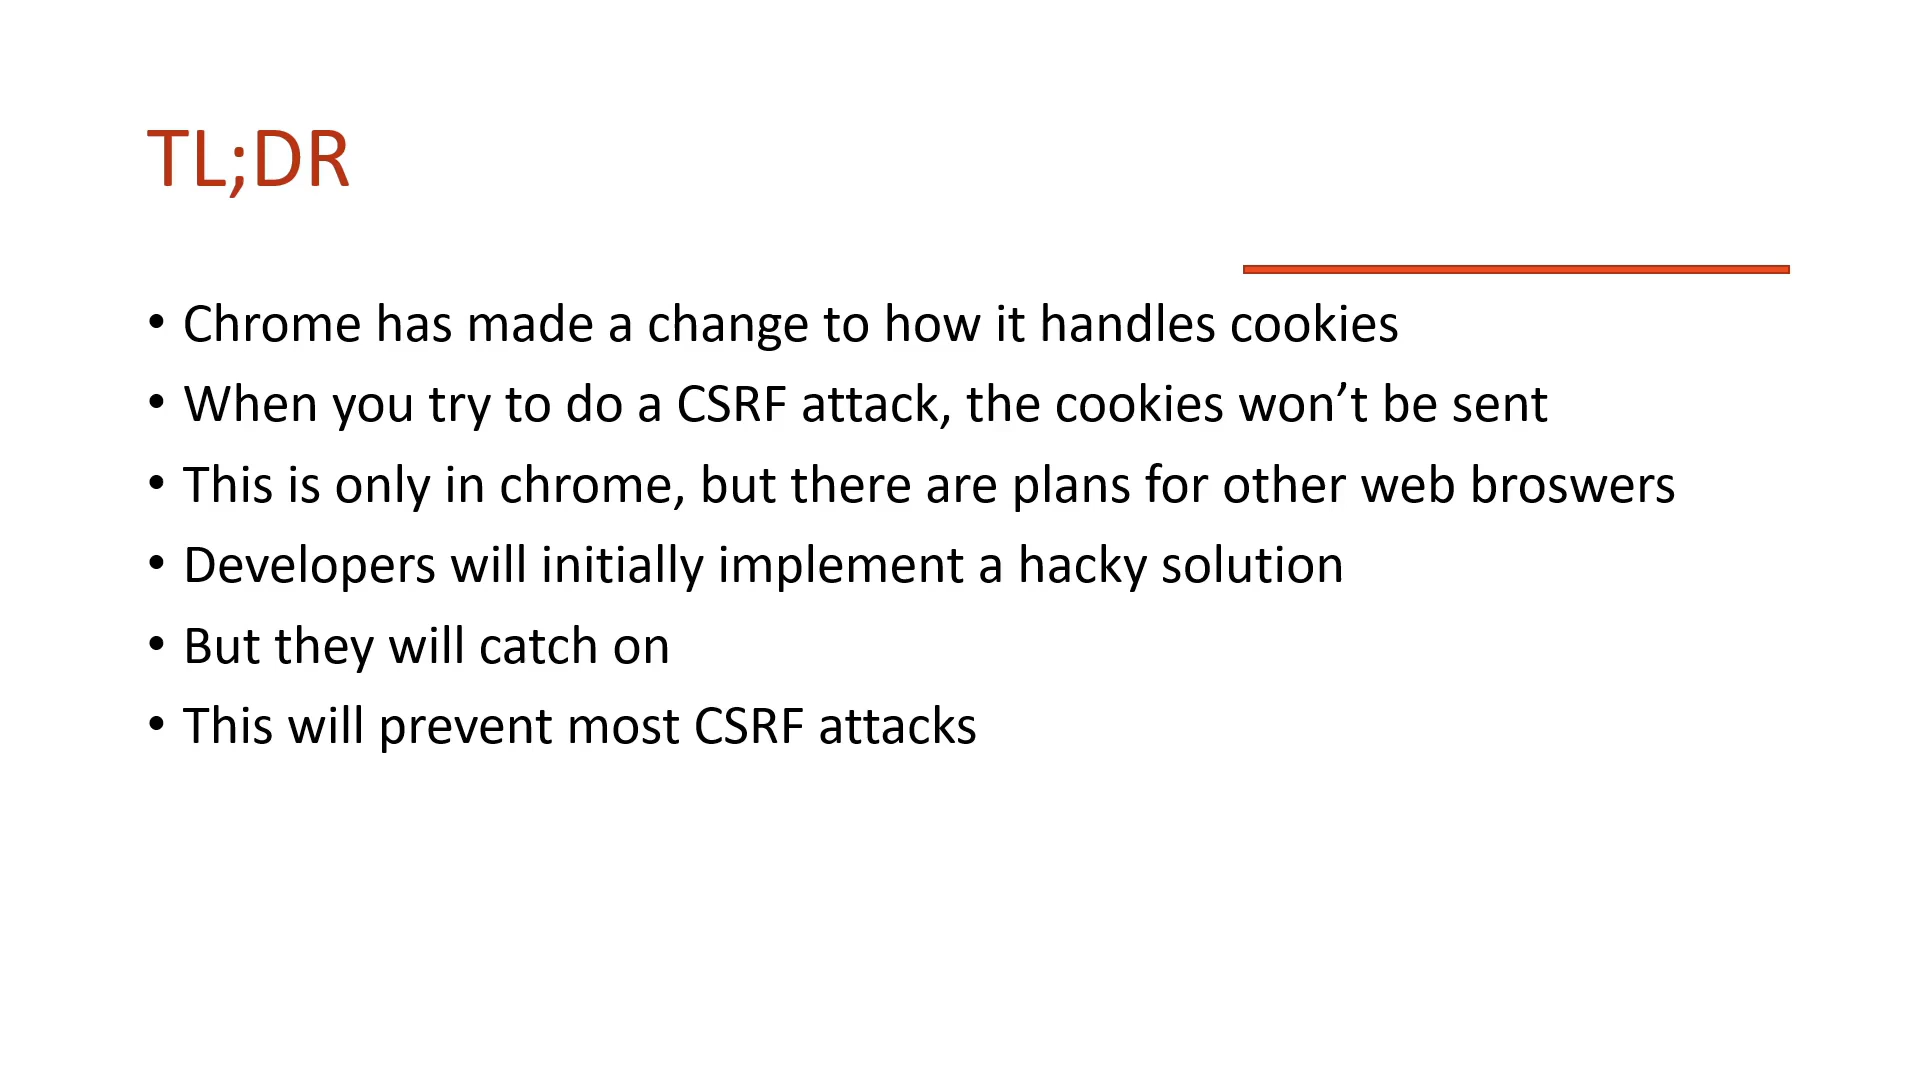 TL;DR
• Chrome has made a change to how it handles cookies
• When you try to do a CSRF attack, the cookies won’t be sent
• This is only in chrome, but there are plans for other web broswers
• Developers will initially implement a hacky solution
• But they will catch on
• This will prevent most CSRF attacks